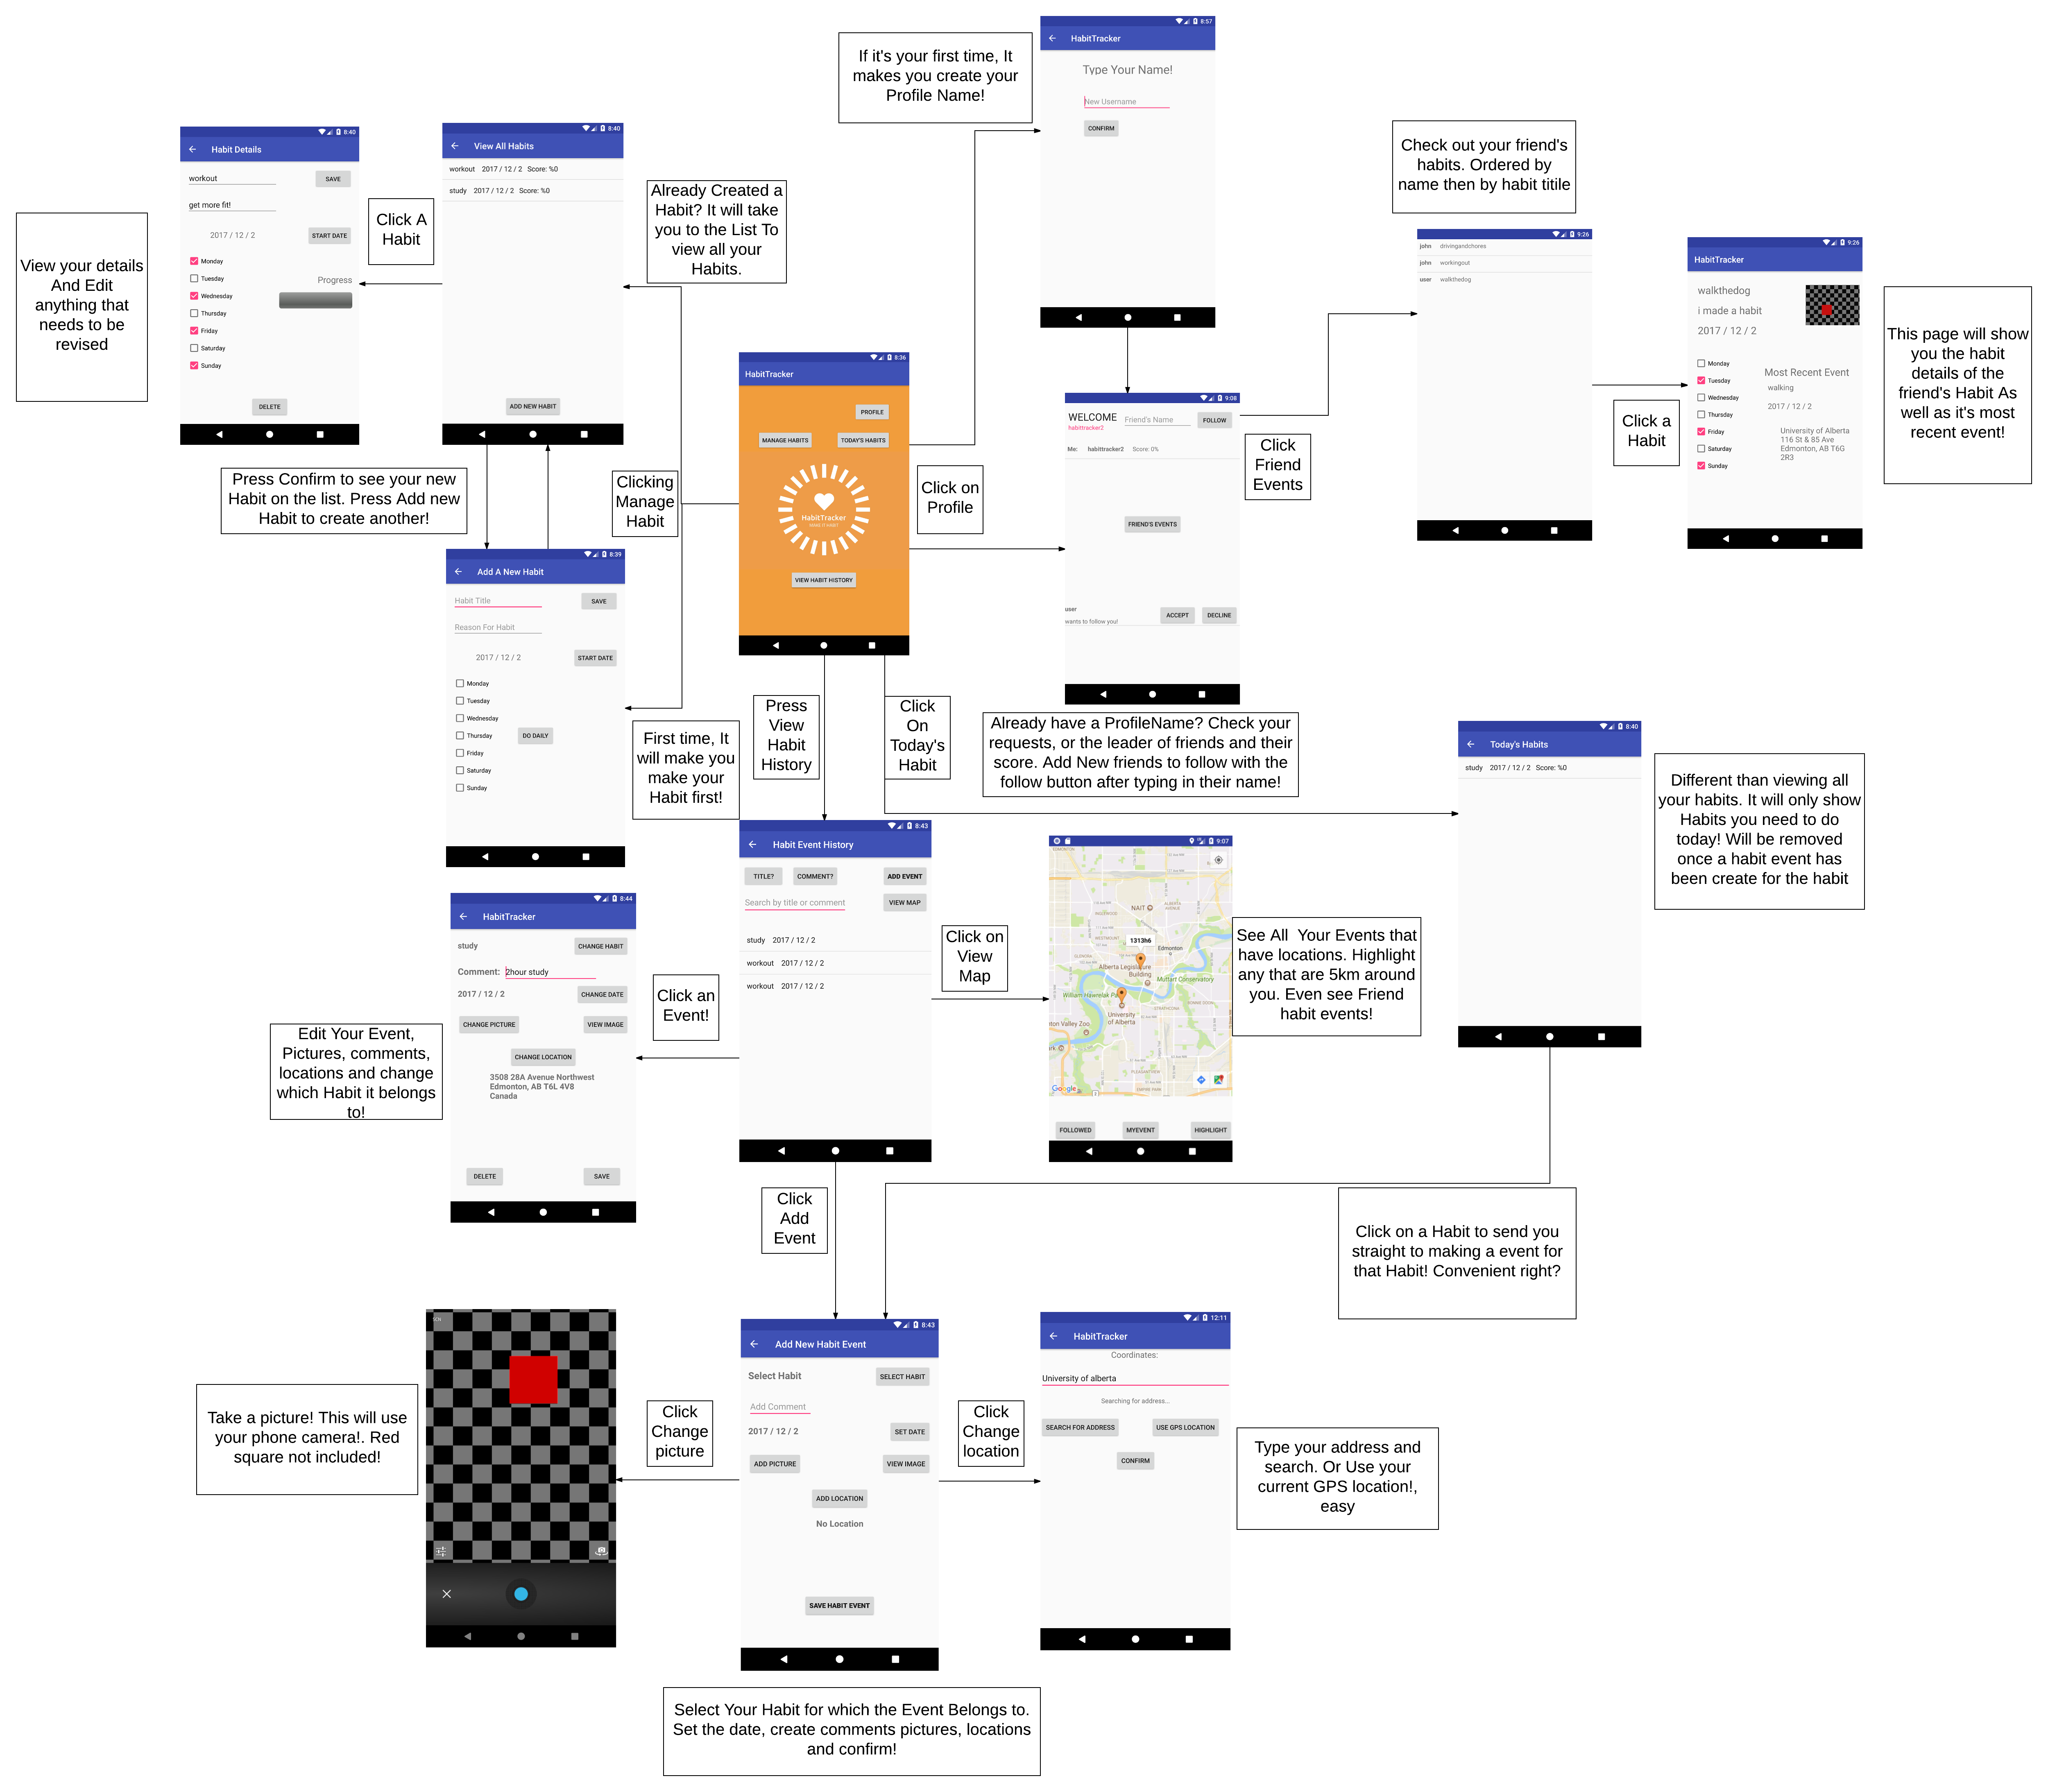 If it's your first time, It
makes you create your
Profile Name!
8:57
HabitTracker
Type Your Name!
New Username
CONFIRM
8:40
Habit Details
workout
SAVE
get more fit!
2017 / 12 / 2
START DATE
Monday
Tuesday
Progress
Wednesday
Thursday
Friday
Saturday
Sunday
DELETE
8:40
View All Habits
workout 2017 / 12 / 2 Score: %0
study 2017 / 12 / 2 Score: %0
ADD NEW HABIT
View your details
And Edit
anything that
needs to be
revised
Click A
Habit
Already Created a
Habit? It will take
you to the List To
view all your
Habits.
Check out your friend's
habits. Ordered by
name then by habit titile
9:26
john drivingandchores
john workingout
user walkthedog
Click a
Habit
9:26
HabitTracker
walkthedog
i made a habit
2017 / 12 / 2
Monday
Tuesday
Wednesday
Thursday
Friday
Saturday
Sunday
Most Recent Event
walking
2017 / 12 / 2
University of Alberta
116 St & 85 Ave
Edmonton, AB T6G
2R3
This page will show
you the habit
details of the
friend's Habit As
well as it's most
recent event!
8:36
HabitTracker
PROFILE
MANAGE HABITS
TODAY'S HABITS
HabitTracker
MAKE IT HABIT
VIEW HABIT HISTORY
9:08
WELCOME
habittracker2
Friend's Name
FOLLOW
Me: habittracker2 Score: 0%
FRIEND'S EVENTS
user
wants to follow you!
ACCEPT
DECLINE
Click
Friend
Events
Click on
Profile
Press Confirm to see your new
Habit on the list. Press Add new
Habit to create another!
Clicking
Manage
Habit
8:39
Add A New Habit
Habit Title
SAVE
Reason For Habit
2017 / 12 / 2
START DATE
Monday
Tuesday
Wednesday
Thursday
DO DAILY
Friday
Saturday
Sunday
First time, It
will make you
make your
Habit first!
Press
View
Habit
History
Click
On
Today's
Habit
Already have a ProfileName? Check your
requests, or the leader of friends and their
score. Add New friends to follow with the
follow button after typing in their name!
8:40
Today's Habits
study 2017 / 12 / 2 Score: %0
Different than viewing all
your habits. It will only show
Habits you need to do
today! Will be removed
once a habit event has
been create for the habit
8:43
Habit Event History
TITLE?
COMMENT?
ADD EVENT
Search by title or comment
VIEW MAP
study 2017 / 12 / 2
workout 2017 / 12 / 2
workout 2017 / 12 / 2
Click on
View
Map
9:07
NAIT
1313h6
Edmonton
Alberta Legislature
Building
Muttart Conservatory
William Hawrelak Pa
University
of Alberta
ton Valley Zoo
Google
FOLLOWED
MYEVENT
HIGHLIGHT
See All Your Events that
have locations. Highlight
any that are 5km around
you. Even see Friend
habit events!
8:44
HabitTracker
study
CHANGE HABIT
Comment: 2hour study
2017 / 12 / 2
CHANGE DATE
CHANGE PICTURE
VIEW IMAGE
CHANGE LOCATION
3508 28A Avenue Northwest
Edmonton, AB T6L 4V8
Canada
DELETE
SAVE
Click an
Event!
Edit Your Event,
Pictures, comments,
locations and change
which Habit it belongs
to!
Click
Add
Event
Click on a Habit to send you
straight to making a event for
that Habit! Convenient right?
Take a picture! This will use
your phone camera!. Red
square not included!
Click
Change
picture
8:43
Add New Habit Event
Select Habit
SELECT HABIT
Add Comment
2017 / 12 / 2
SET DATE
ADD PICTURE
VIEW IMAGE
ADD LOCATION
No Location
SAVE HABIT EVENT
Click
Change
location
12:11
HabitTracker
Coordinates:
University of alberta
Searching for address...
SEARCH FOR ADDRESS
USE GPS LOCATION
CONFIRM
Type your address and
search. Or Use your
current GPS location!,
easy
Select Your Habit for which the Event Belongs to.
Set the date, create comments pictures, locations
and confirm!